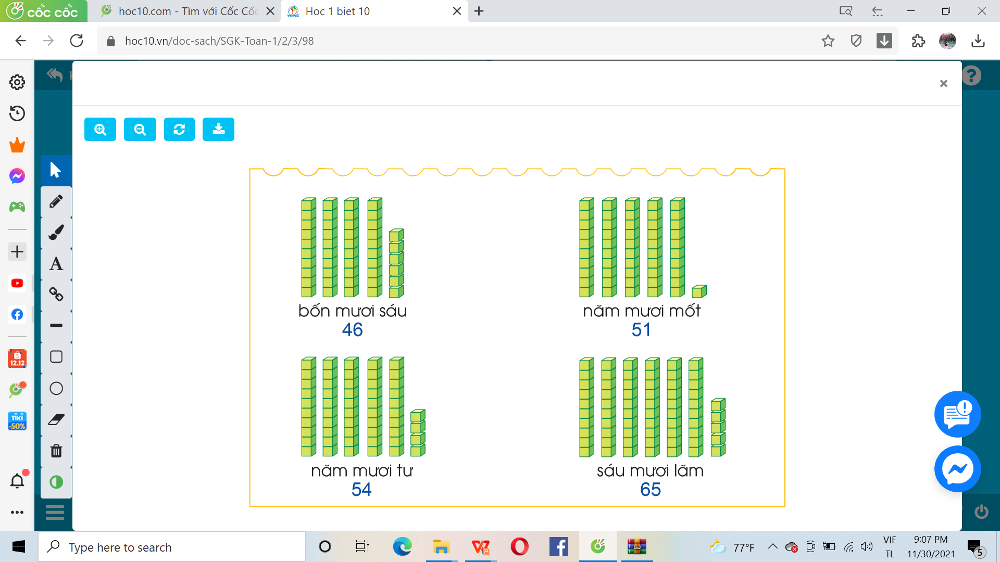 cốc cốc
hoc10.com - Tìm với Cốc Cốc
Hoc 1 biet 10
hoc10.vn/doc-sach/SGK-Toan-1/2/3/98
bốn mươi sáu
46
năm mươi mốt
51
năm mươi tư
54
sáu mươi lăm
65
A
12.12
TIKI
-50%
Type here to search
77°F
VIE
TL
9:07 PM
11/30/2021
5